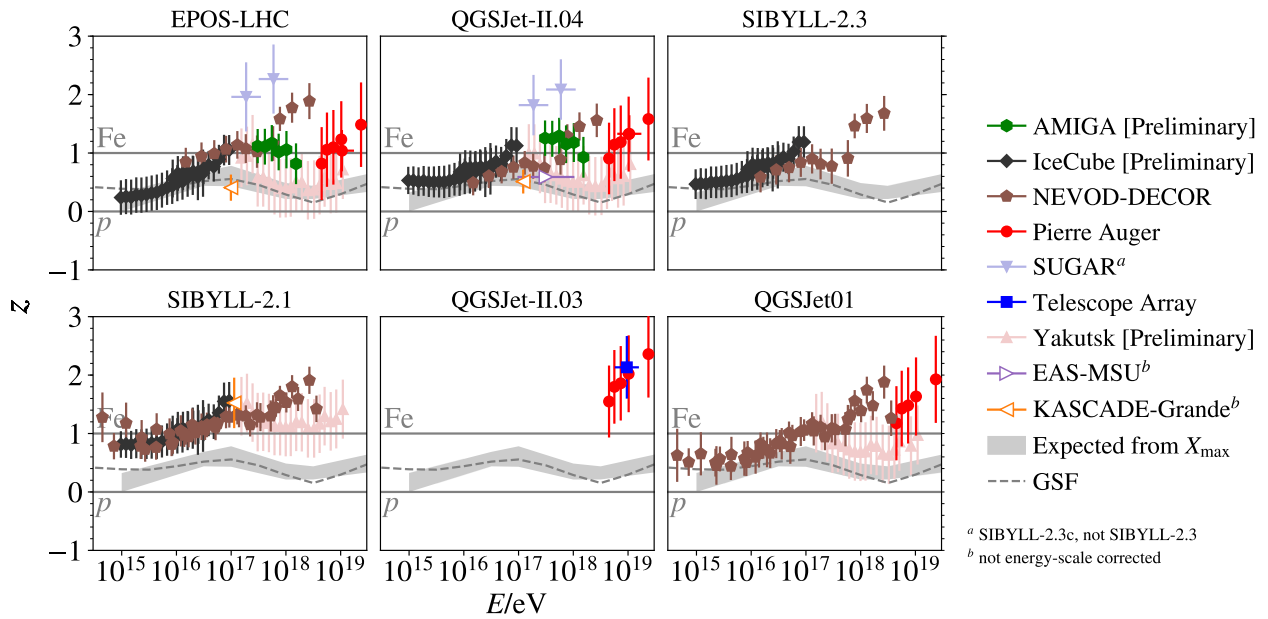 EPOS-LHC
QGSJet-II.04
SIBYLL-2.3
3
2
1
0
−1
Fe
p
Fe
p
Fe
p
SIBYLL-2.1
QGSJet-II.03
QGSJet01
3
2
1
0
−1
Fe
p
Fe
p
Fe
p
z
10^15 10^16 10^17 10^18 10^19
10^15 10^16 10^17 10^18 10^19
10^15 10^16 10^17 10^18 10^19
E/eV
AMIGA [Preliminary]
IceCube [Preliminary]
NEVOD-DECOR
Pierre Auger
SUGAR^a
Telescope Array
Yakutsk [Preliminary]
EAS-MSU^b
KASCADE-Grande^b
Expected from X_max
GSF
^a SIBYLL-2.3c, not SIBYLL-2.3
^b not energy-scale corrected